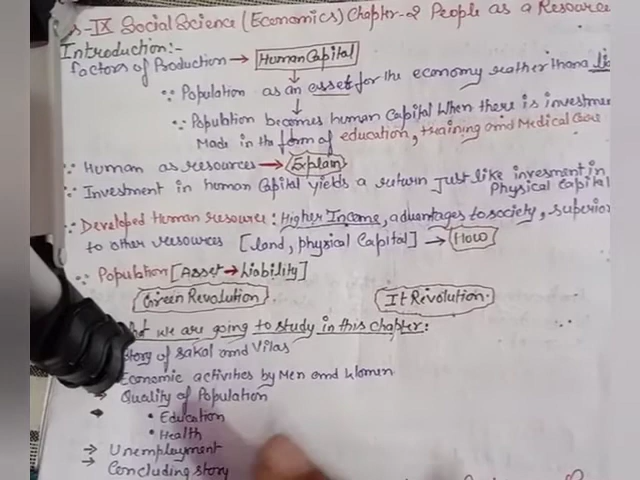 s-IX Social Science (Economics) Chapter-2 People as a Resource
Introduction:-
Factors of Production → Human Capital
∵ Population as an asset for the economy rather than a
∵ Population becomes human Capital When there is investme
Made in the form of education, training and Medical Care
∵ Human as resources → Explain
∵ Investment in human Capital yields a return Just like invesment in
Physical Capital
∵ Developed Human resource: Higher Income, advantages to society, superior
to other resources [land, physical Capital] → How
∵ Population [Asset → Liability]
Green Revolution It Revolution
we are going to study in this chapter:
Story of Sakal and Vilas
Economic activities by Men and Women
→ Quality of Population
→ • Education
• Health
→ Unemployment
→ Concluding story